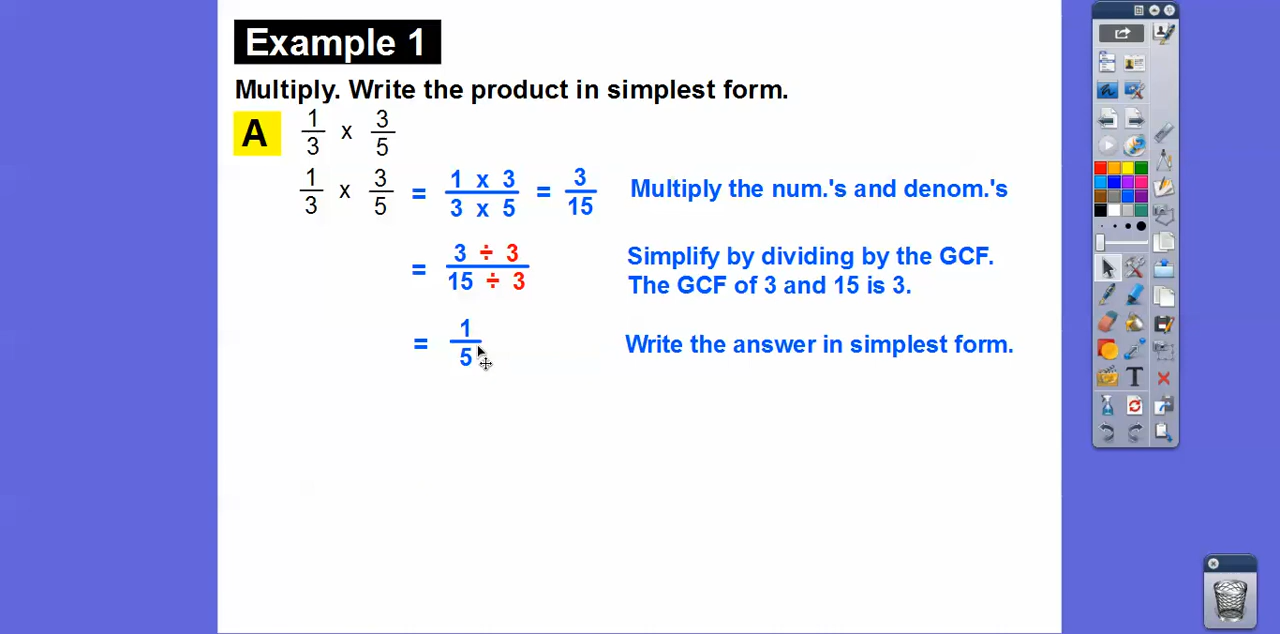 Example 1
Multiply. Write the product in simplest form.
A 1/3 x 3/5
1/3 x 3/5 = 1 x 3 / 3 x 5 = 3/15 Multiply the num.'s and denom.'s
= 3 ÷ 3 / 15 ÷ 3 Simplify by dividing by the GCF.
The GCF of 3 and 15 is 3.
= 1/5 Write the answer in simplest form.
T